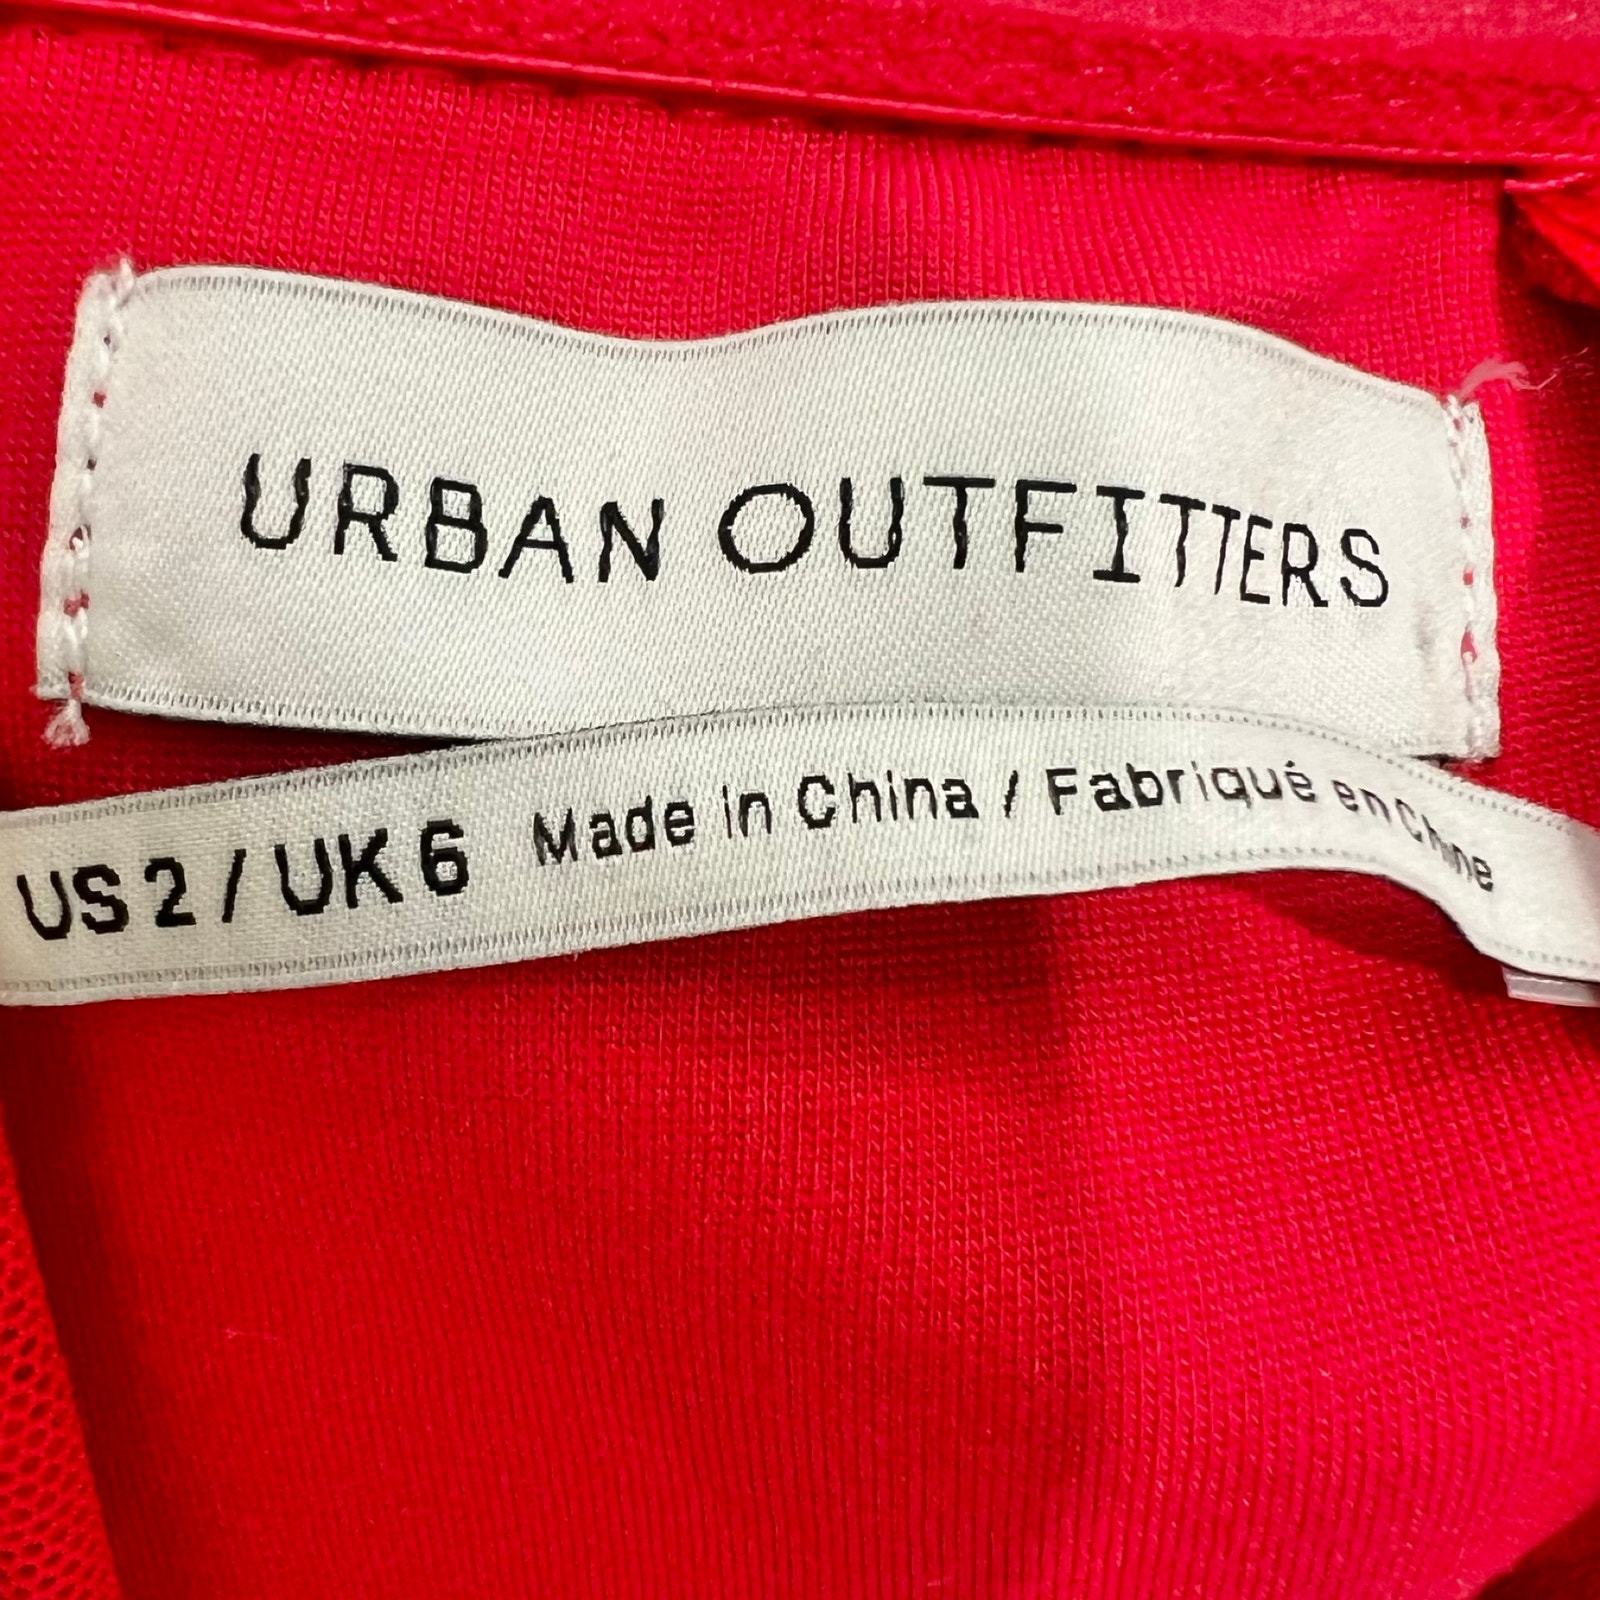 URBAN OUTFITTERS
US 2 / UK 6 Made in China / Fabriqué en Chine